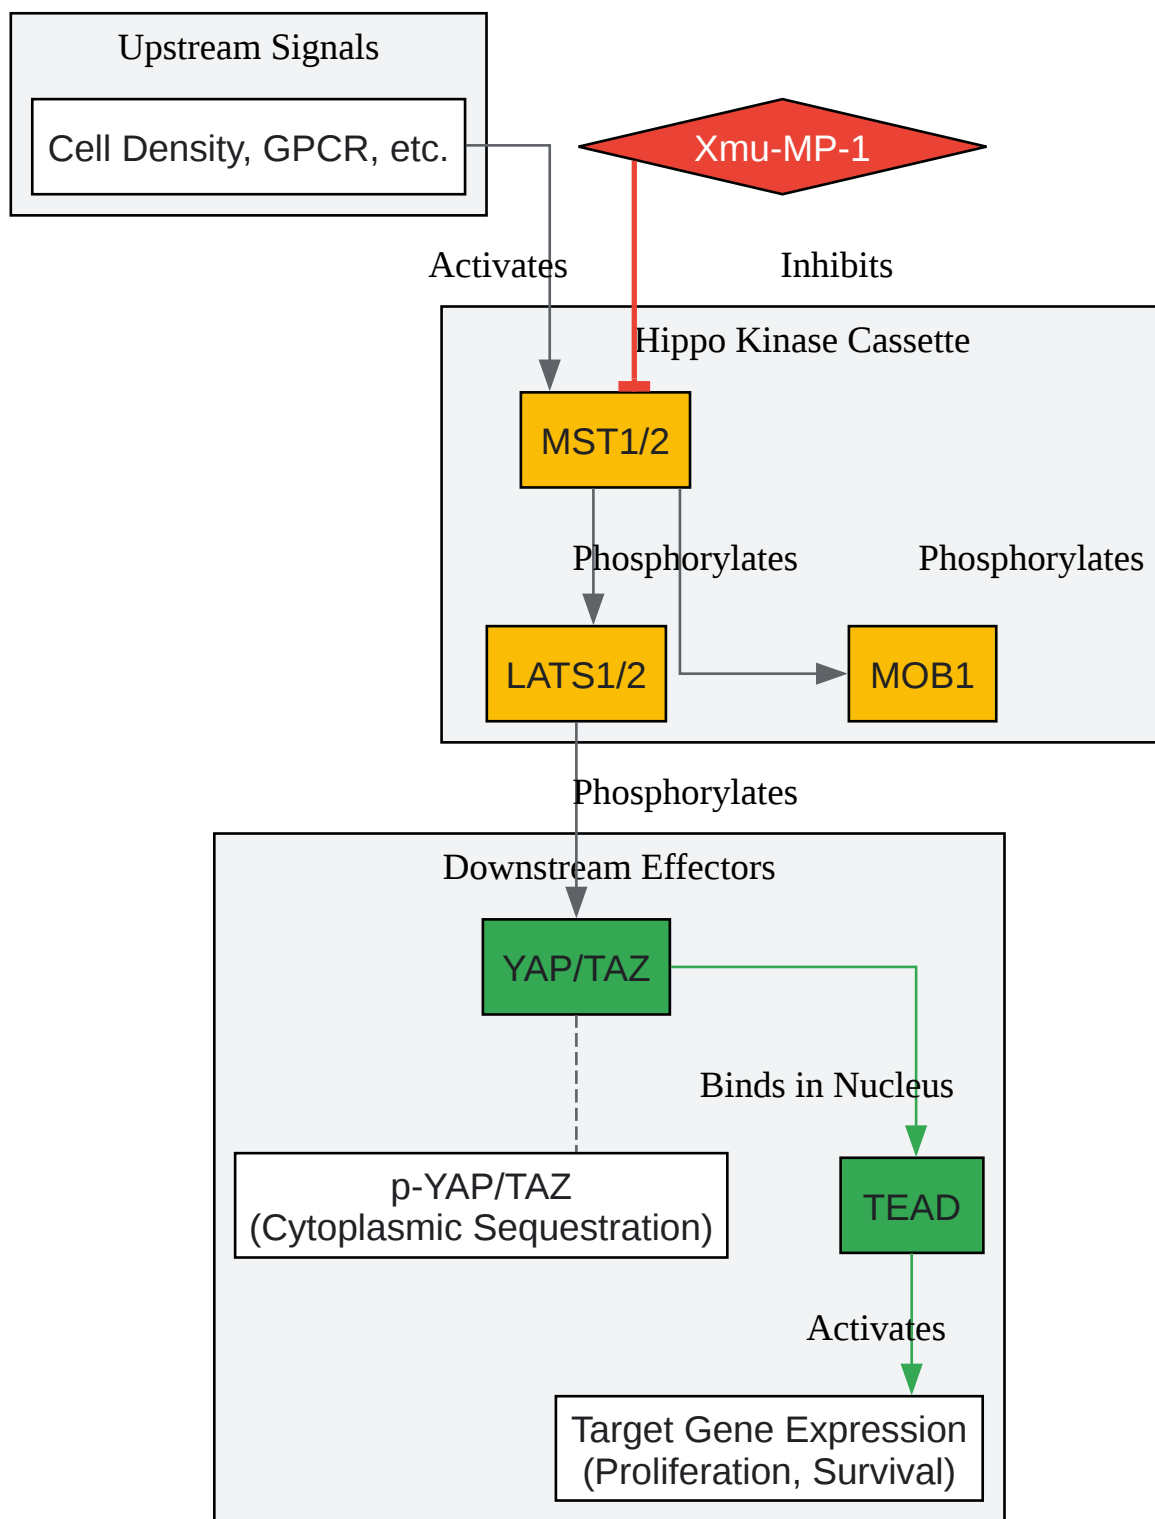 Upstream Signals
Cell Density, GPCR, etc.
Xmu-MP-1
Activates
Inhibits
Hippo Kinase Cassette
MST1/2
Phosphorylates
Phosphorylates
LATS1/2
MOB1
Phosphorylates
Downstream Effectors
YAP/TAZ
Binds in Nucleus
p-YAP/TAZ
(Cytoplasmic Sequestration)
TEAD
Activates
Target Gene Expression
(Proliferation, Survival)